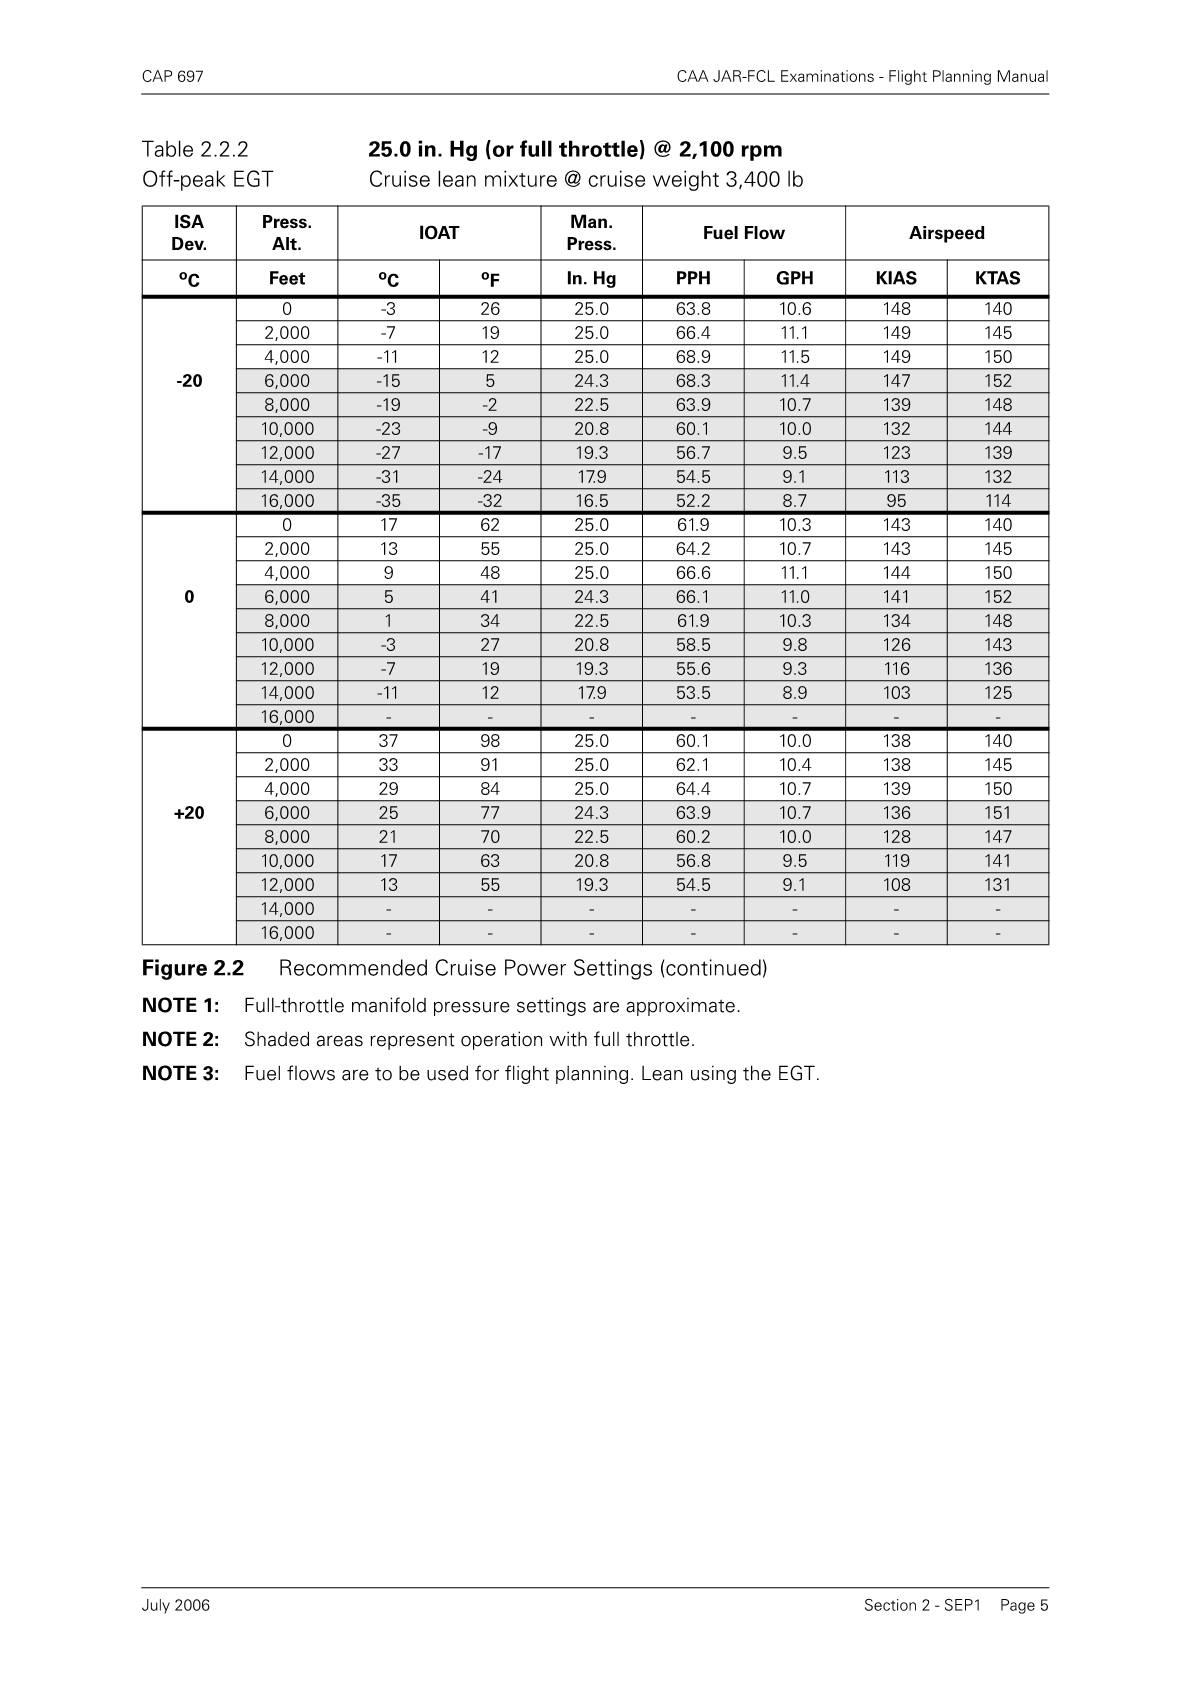 CAP 697 CAA JAR-FCL Examinations - Flight Planning Manual
Table 2.2.2 25.0 in. Hg (or full throttle) @ 2,100 rpm
Off-peak EGT Cruise lean mixture @ cruise weight 3,400 lb
ISA Dev. Press. Alt. IOAT Man. Press. Fuel Flow Airspeed
ºC Feet ºC ºF In. Hg PPH GPH KIAS KTAS
0 -3 26 25.0 63.8 10.6 148 140
2,000 -7 19 25.0 66.4 11.1 149 145
4,000 -11 12 25.0 68.9 11.5 149 150
-20 6,000 -15 5 24.3 68.3 11.4 147 152
8,000 -19 -2 22.5 63.9 10.7 139 148
10,000 -23 -9 20.8 60.1 10.0 132 144
12,000 -27 -17 19.3 56.7 9.5 123 139
14,000 -31 -24 17.9 54.5 9.1 113 132
16,000 -35 -32 16.5 52.2 8.7 95 114
0 17 62 25.0 61.9 10.3 143 140
2,000 13 55 25.0 64.2 10.7 143 145
4,000 9 48 25.0 66.6 11.1 144 150
0 6,000 5 41 24.3 66.1 11.0 141 152
8,000 1 34 22.5 61.9 10.3 134 148
10,000 -3 27 20.8 58.5 9.8 126 143
12,000 -7 19 19.3 55.6 9.3 116 136
14,000 -11 12 17.9 53.5 8.9 103 125
16,000 - - - - - - -
0 37 98 25.0 60.1 10.0 138 140
2,000 33 91 25.0 62.1 10.4 138 145
4,000 29 84 25.0 64.4 10.7 139 150
+20 6,000 25 77 24.3 63.9 10.7 136 151
8,000 21 70 22.5 60.2 10.0 128 147
10,000 17 63 20.8 56.8 9.5 119 141
12,000 13 55 19.3 54.5 9.1 108 131
14,000 - - - - - - -
16,000 - - - - - - -
Figure 2.2 Recommended Cruise Power Settings (continued)
NOTE 1: Full-throttle manifold pressure settings are approximate.
NOTE 2: Shaded areas represent operation with full throttle.
NOTE 3: Fuel flows are to be used for flight planning. Lean using the EGT.
July 2006 Section 2 - SEP1 Page 5